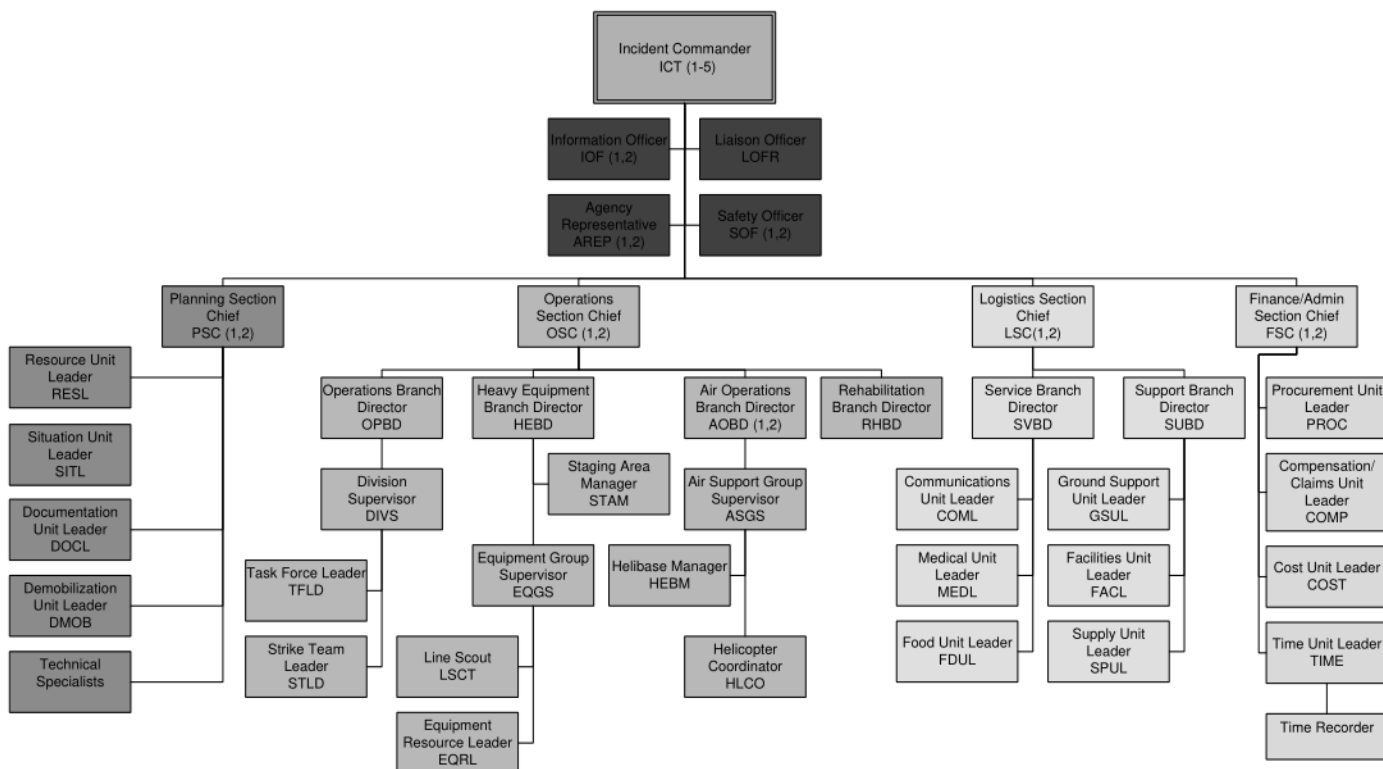 Incident Commander
ICT (1-5)
Information Officer
IOF (1,2)
Liaison Officer
LOFR
Agency
Representative
AREP (1,2)
Safety Officer
SOF (1,2)
Planning Section
Chief
PSC (1,2)
Operations
Section Chief
OSC (1,2)
Logistics Section
Chief
LSC(1,2)
Finance/Admin
Section Chief
FSC (1,2)
Resource Unit
Leader
RESL
Situation Unit
Leader
SITL
Documentation
Unit Leader
DOCL
Demobilization
Unit Leader
DMOB
Technical
Specialists
Operations Branch
Director
OPBD
Division
Supervisor
DIVS
Task Force Leader
TFLD
Strike Team
Leader
STLD
Heavy Equipment
Branch Director
HEBD
Staging Area
Manager
STAM
Equipment Group
Supervisor
EQGS
Line Scout
LSCT
Equipment
Resource Leader
EQRL
Air Operations
Branch Director
AOBD (1,2)
Air Support Group
Supervisor
ASGS
Helibase Manager
HEBM
Helicopter
Coordinator
HLCO
Rehabilitation
Branch Director
RHBD
Service Branch
Director
SVBD
Communications
Unit Leader
COML
Medical Unit
Leader
MEDL
Food Unit Leader
FDUL
Support Branch
Director
SUBD
Ground Support
Unit Leader
GSUL
Facilities Unit
Leader
FACL
Supply Unit
Leader
SPUL
Procurement Unit
Leader
PROC
Compensation/
Claims Unit
Leader
COMP
Cost Unit Leader
COST
Time Unit Leader
TIME
Time Recorder